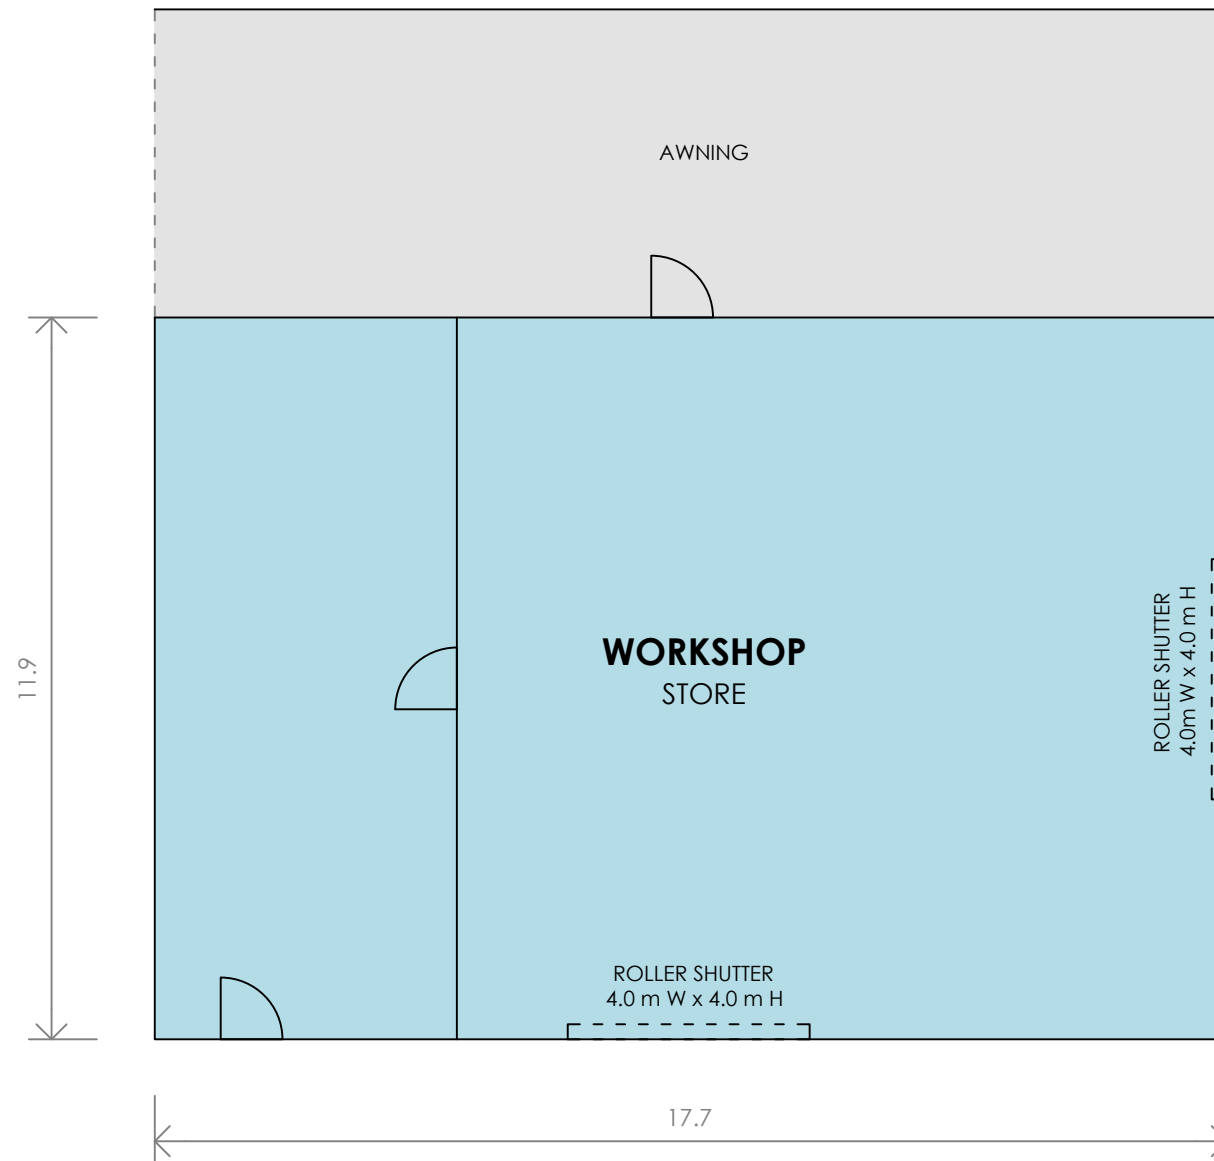 AWNING
11.9
WORKSHOP
STORE
ROLLER SHUTTER
4.0m W x 4.0 m H
ROLLER SHUTTER
4.0 m W x 4.0 m H
17.7